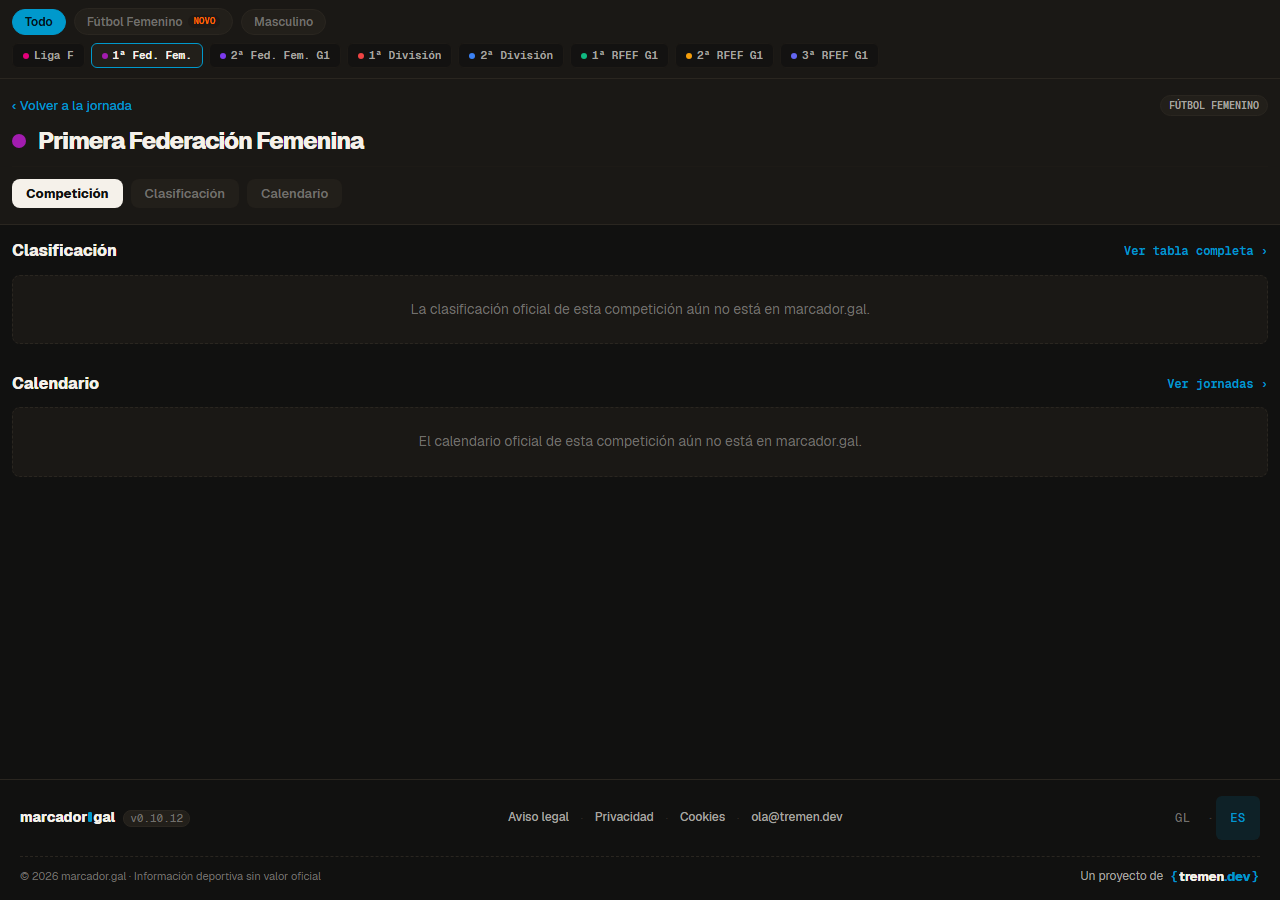 Todo Fútbol Femenino NOVO Masculino
Liga F 1ª Fed. Fem. 2ª Fed. Fem. G1 1ª División 2ª División 1ª RFEF G1 2ª RFEF G1 3ª RFEF G1
‹ Volver a la jornada FÚTBOL FEMENINO
Primera Federación Femenina
Competición Clasificación Calendario
Clasificación Ver tabla completa ›
La clasificación oficial de esta competición aún no está en marcador.gal.
Calendario Ver jornadas ›
El calendario oficial de esta competición aún no está en marcador.gal.
marcador gal v0.10.12 Aviso legal · Privacidad · Cookies · ola@tremen.dev GL · ES
© 2026 marcador.gal · Información deportiva sin valor oficial Un proyecto de {tremen.dev}